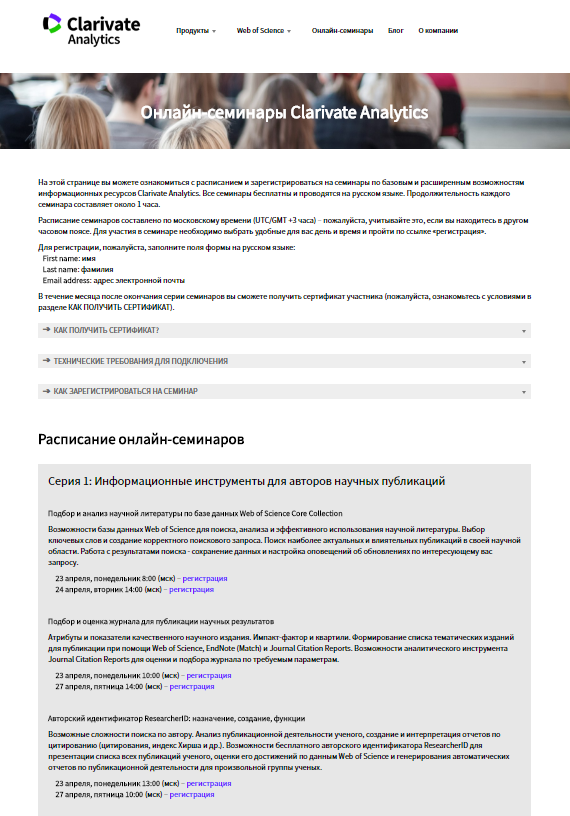 Clarivate
Analytics
Продукты
Web of Science
Онлайн-семинары
Блог
О компании
Онлайн-семинары Clarivate Analytics
На этой странице вы можете ознакомиться с расписанием и зарегистрироваться на семинары по базовым и расширенным возможностям
информационных ресурсов Clarivate Analytics. Все семинары бесплатны и проводятся на русском языке. Продолжительность каждого
семинара составляет около 1 часа.
Расписание семинаров составлено по московскому времени (UTC/GMT +3 часа) – пожалуйста, учитывайте это, если вы находитесь в другом
часовом поясе. Для участия в семинаре необходимо выбрать удобные для вас день и время и пройти по ссылке «регистрация».
Для регистрации, пожалуйста, заполните поля формы на русском языке:
First name: имя
Last name: фамилия
Email address: адрес электронной почты
В течение месяца после окончания серии семинаров вы сможете получить сертификат участника (пожалуйста, ознакомьтесь с условиями в
разделе КАК ПОЛУЧИТЬ СЕРТИФИКАТ).
➔ КАК ПОЛУЧИТЬ СЕРТИФИКАТ?
➔ ТЕХНИЧЕСКИЕ ТРЕБОВАНИЯ ДЛЯ ПОДКЛЮЧЕНИЯ
➔ КАК ЗАРЕГИСТРИРОВАТЬСЯ НА СЕМИНАР
Расписание онлайн-семинаров
Серия 1: Информационные инструменты для авторов научных публикаций
Подбор и анализ научной литературы по базе данных Web of Science Core Collection
Возможности базы данных Web of Science для поиска, анализа и эффективного использования научной литературы. Выбор
ключевых слов и создание корректного поискового запроса. Поиск наиболее актуальных и влиятельных публикаций в своей научной
области. Работа с результатами поиска - сохранение данных и настройка оповещений об обновлениях по интересующему вас
запросу.
23 апреля, понедельник 8:00 (мск) – регистрация
24 апреля, вторник 14:00 (мск) – регистрация
Подбор и оценка журнала для публикации научных результатов
Атрибуты и показатели качественного научного издания. Импакт-фактор и квартили. Формирование списка тематических изданий
для публикации при помощи Web of Science, EndNote (Match) и Journal Citation Reports. Возможности аналитического инструмента
Journal Citation Reports для оценки и подбора журнала по требуемым параметрам.
23 апреля, понедельник 10:00 (мск) – регистрация
27 апреля, пятница 14:00 (мск) – регистрация
Авторский идентификатор ResearcherID: назначение, создание, функции
Возможные сложности поиска по автору. Анализ публикационной деятельности ученого, создание и интерпретация отчетов по
цитированию (цитирования, индекс Хирша и др.). Возможности бесплатного авторского идентификатора ResearcherID для
презентации списка всех публикаций ученого, оценки его достижений по данным Web of Science и генерирования автоматических
отчетов по публикационной деятельности для произвольной группы ученых.
23 апреля, понедельник 13:00 (мск) – регистрация
27 апреля, пятница 10:00 (мск) – регистрация